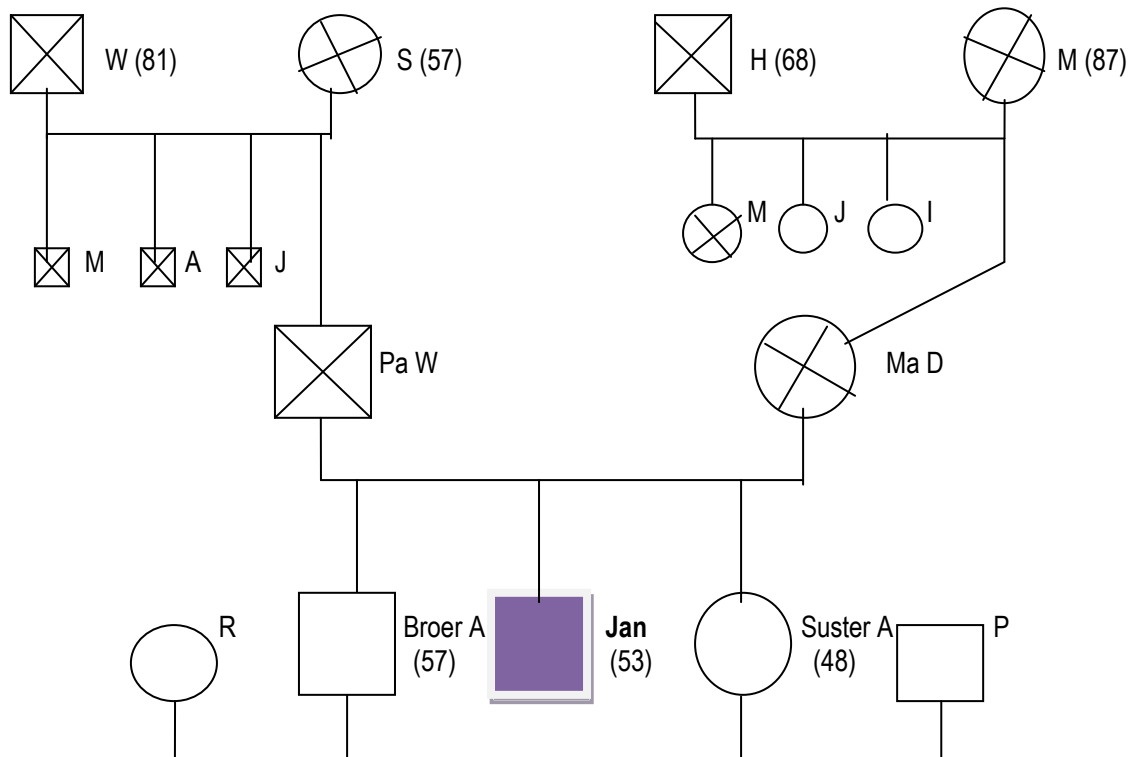 W (81)
S (57)
H (68)
M (87)
M
A
J
M
J
I
Pa W
Ma D
R
Broer A
(57)
Jan
(53)
Suster A
(48)
P